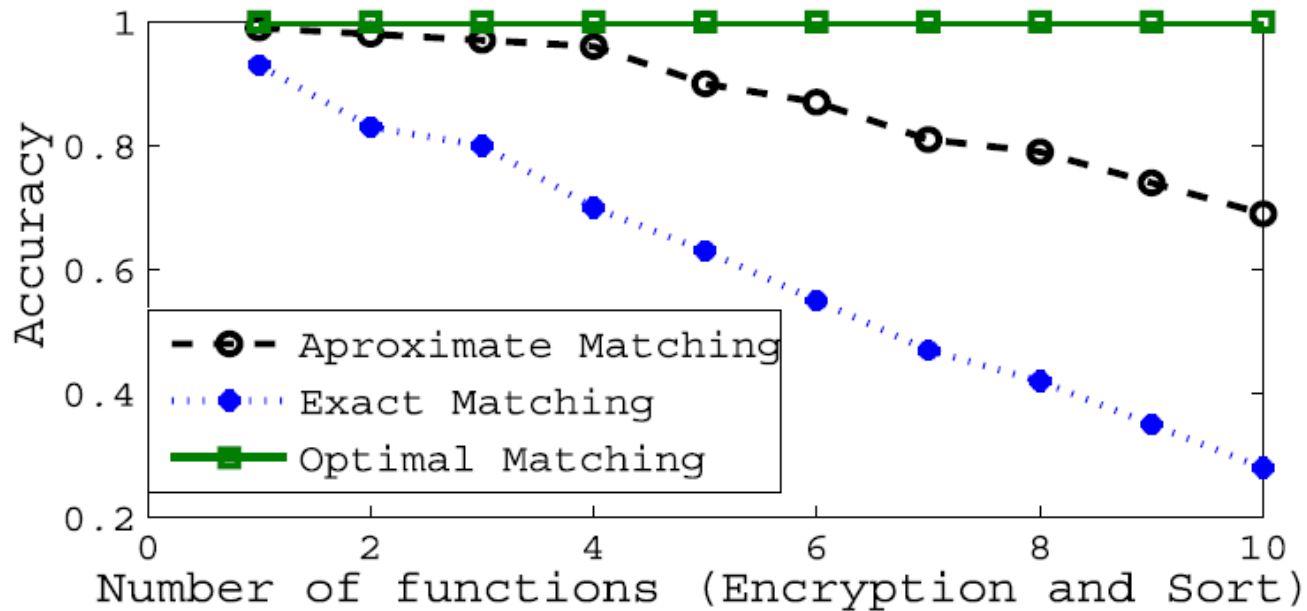 1
0.8
0.6
0.4
0.2
Accuracy
Aproximate Matching
Exact Matching
Optimal Matching
0 2 4 6 8 10
Number of functions (Encryption and Sort)